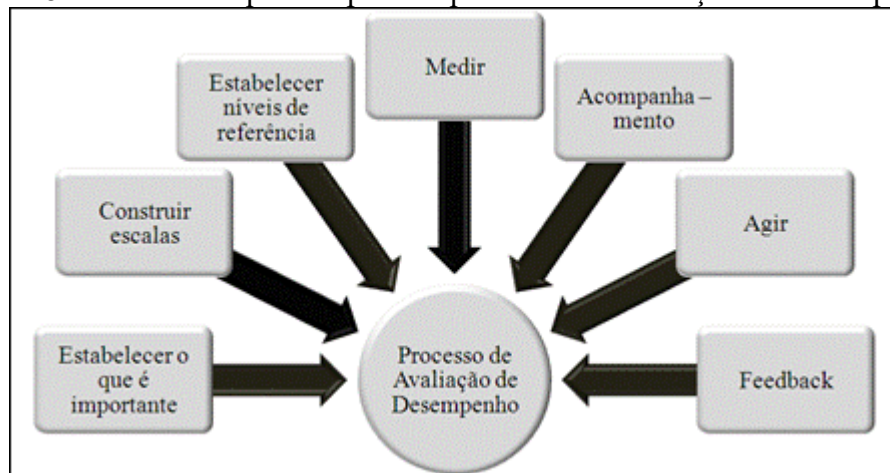 Estabelecer o
que é
importante
Construir
escalas
Estabelecer
níveis de
referência
Medir
Acompanha –
mento
Agir
Feedback
Processo de
Avaliação de
Desempenho